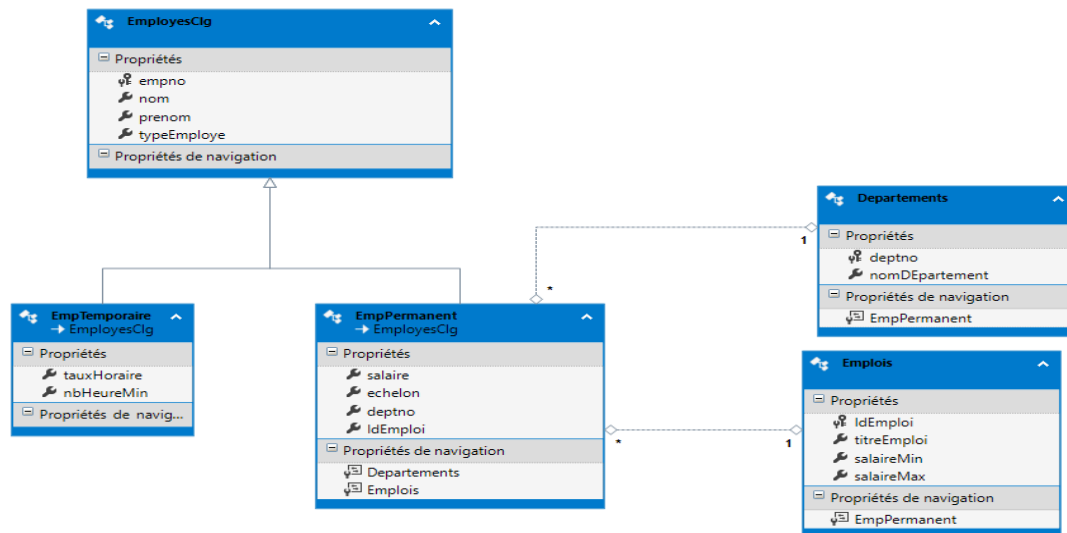 EmployesClg
Propriétés
empno
nom
prenom
typeEmploye
Propriétés de navigation
Departements
Propriétés
deptno
nomDEpartement
Propriétés de navigation
EmpPermanent
1
*
EmpTemporaire
EmployesClg
Propriétés
tauxHoraire
nbHeureMin
Propriétés de navig...
EmpPermanent
EmployesClg
Propriétés
salaire
echelon
deptno
IdEmploi
Propriétés de navigation
Departements
Emplois
*
1
Emplois
Propriétés
IdEmploi
titreEmploi
salaireMin
salaireMax
Propriétés de navigation
EmpPermanent